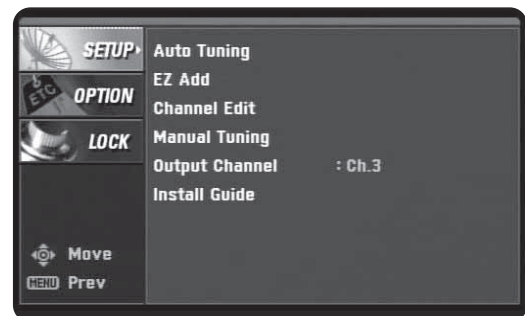 SETUP
ETC
OPTION
LOCK
Move
MENU Prev
Auto Tuning
EZ Add
Channel Edit
Manual Tuning
Output Channel : Ch.3
Install Guide